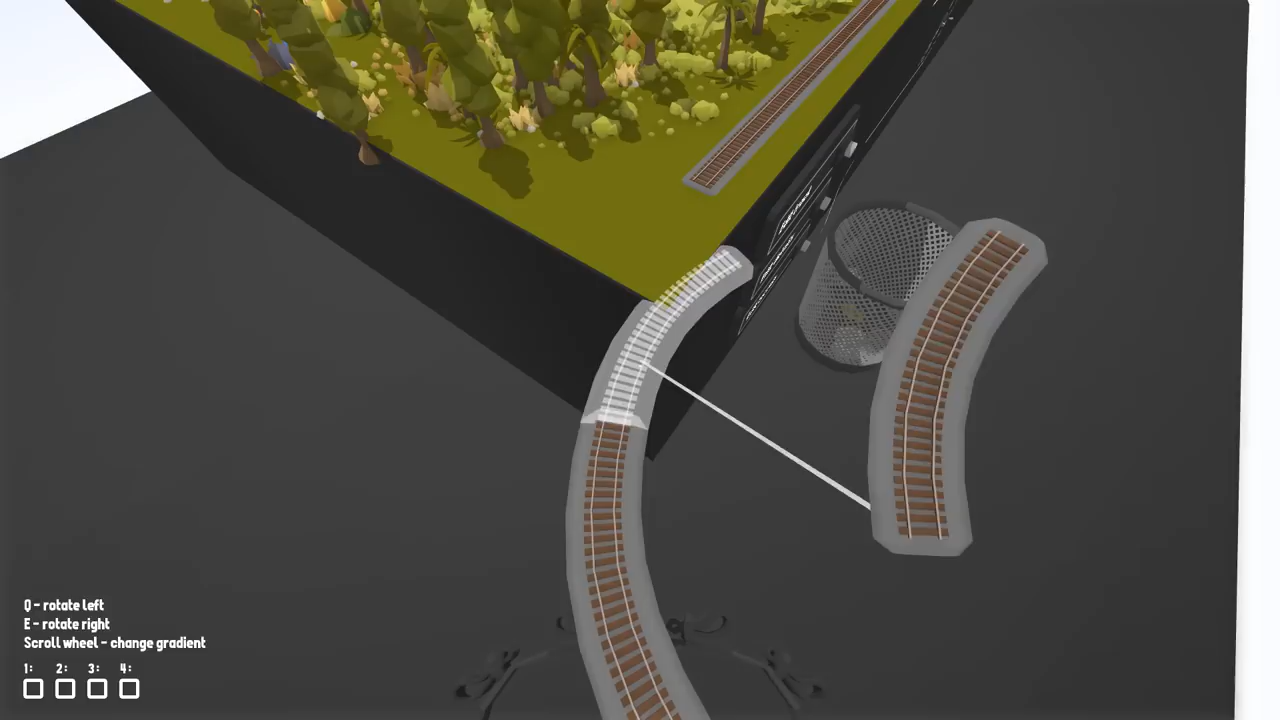 Q - rotate left
E - rotate right
Scroll wheel - change gradient
1: 2: 3: 4: